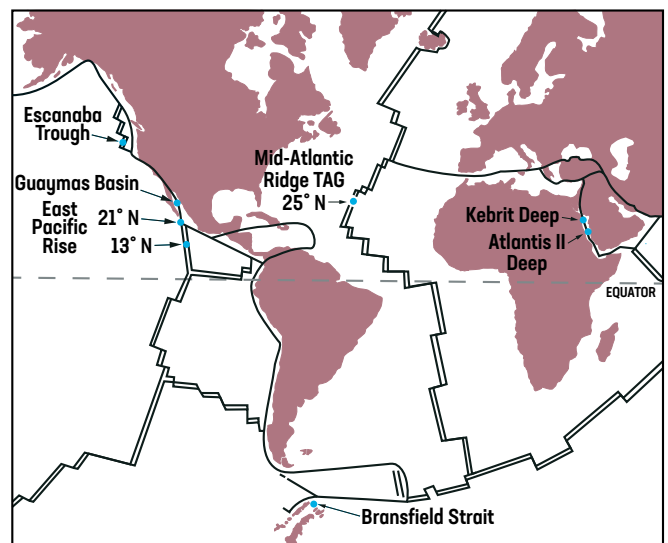 Escanaba
Trough
Mid-Atlantic
Ridge TAG
25° N
Guaymas Basin
East
Pacific
Rise
21° N
13° N
Kebrit Deep
Atlantis II
Deep
EQUATOR
Bransfield Strait